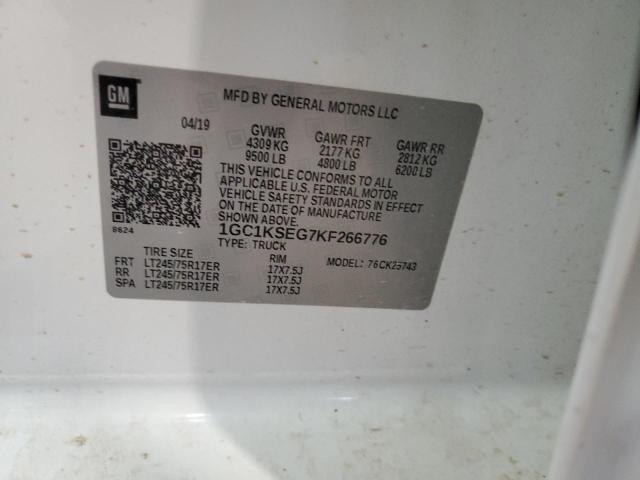 GM
MFD BY GENERAL MOTORS LLC
04/19 GVWR GAWR FRT GAWR RR
4309 KG 2177 KG 2812 KG
9500 LB 4800 LB 6200 LB
THIS VEHICLE CONFORMS TO ALL
APPLICABLE U.S. FEDERAL MOTOR
VEHICLE SAFETY STANDARDS IN EFFECT
ON THE DATE OF MANUFACTURE
SHOWN ABOVE.
8624 1GC1KSEG7KF266776
TYPE: TRUCK
TIRE SIZE RIM MODEL:
FRT LT245/75R17ER 17X7.5J
RR LT245/75R17ER 17X7.5J
SPA LT245/75R17ER 17X7.5J